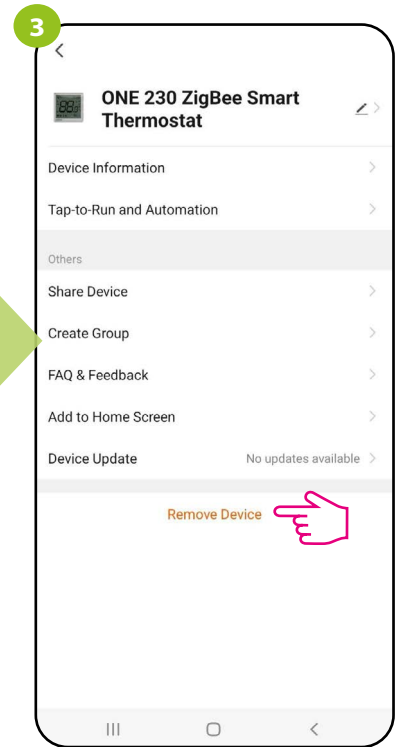 3
ONE 230 ZigBee Smart
Thermostat
Device Information
Tap-to-Run and Automation
Others
Share Device
Create Group
FAQ & Feedback
Add to Home Screen
Device Update No updates available
Remove Device